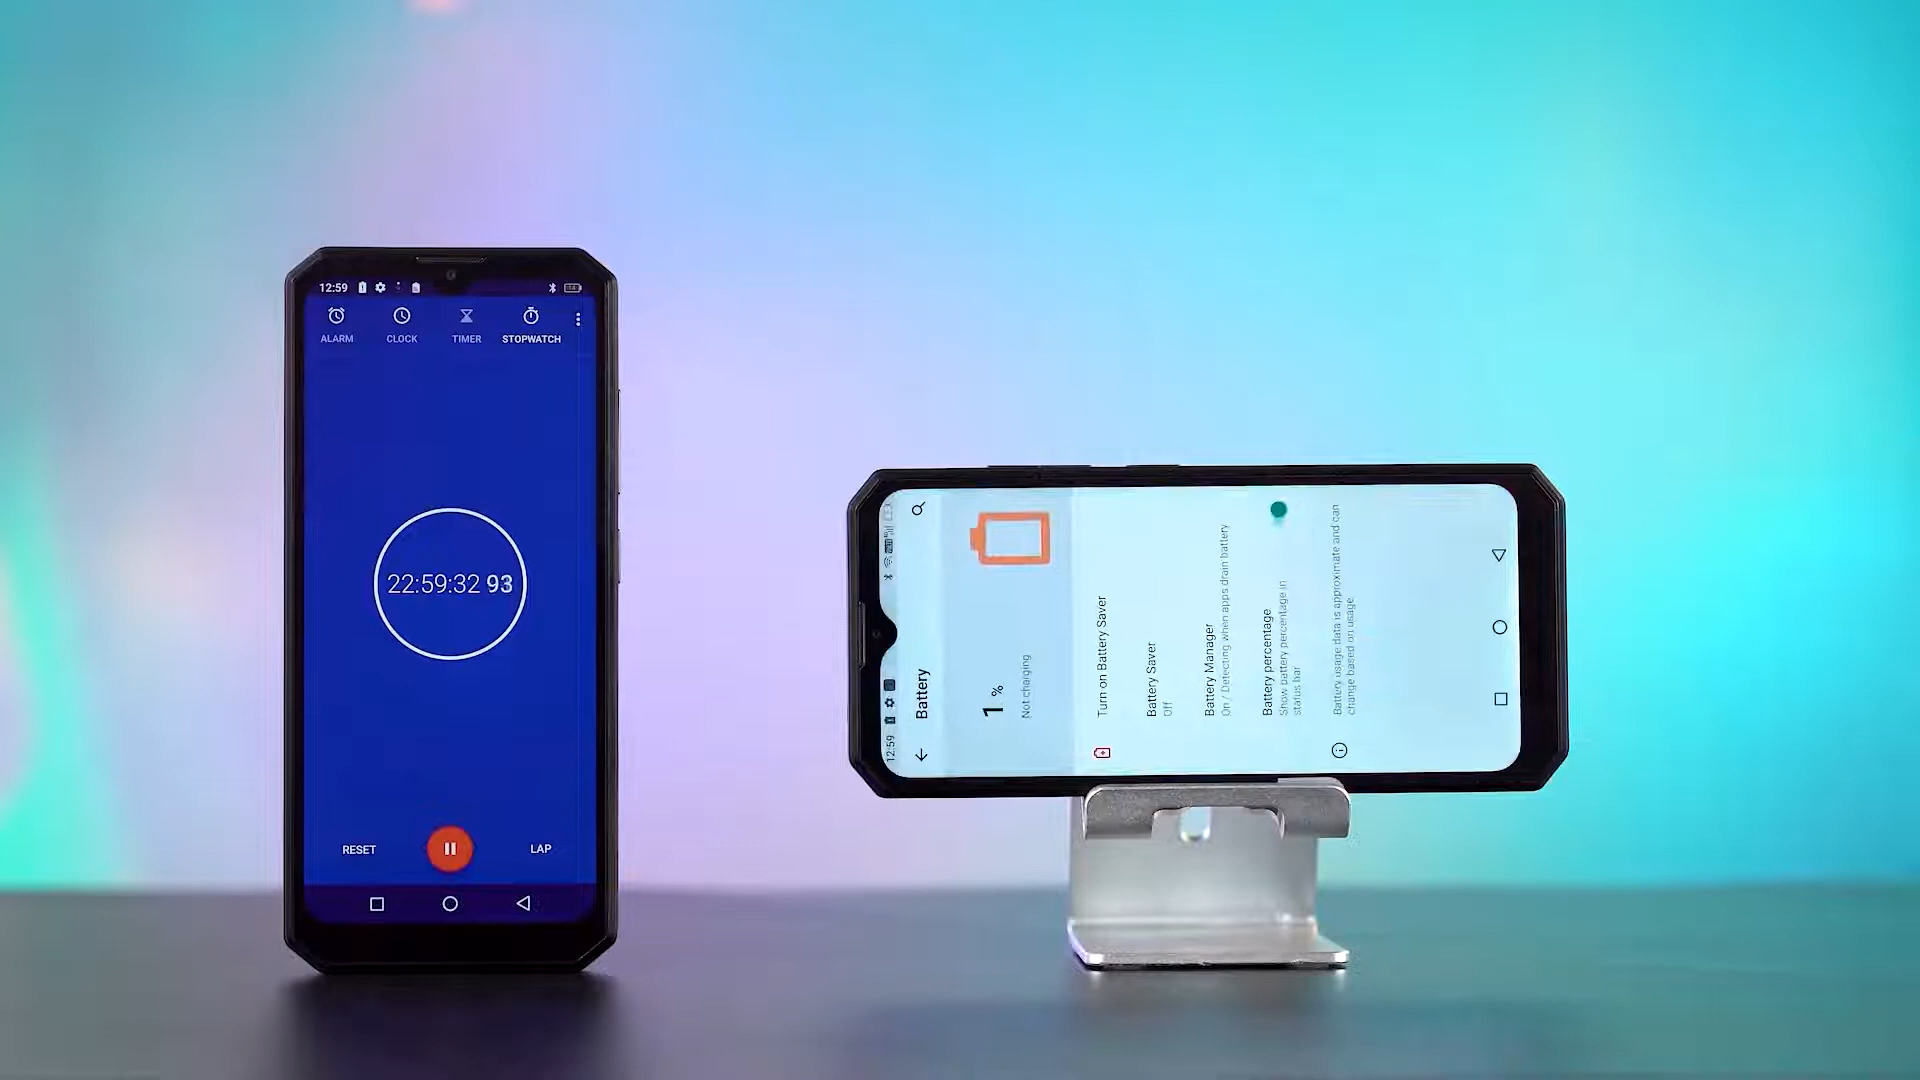 12:59
ALARM CLOCK TIMER STOPWATCH
22:59:32 93
RESET LAP
12:59
Battery
1 %
Not charging
Turn on Battery Saver
Battery Saver
Off
Battery Manager
On / Detecting when apps drain battery
Battery percentage
Show battery percentage in
status bar
Battery usage data is approximate and can
change based on usage